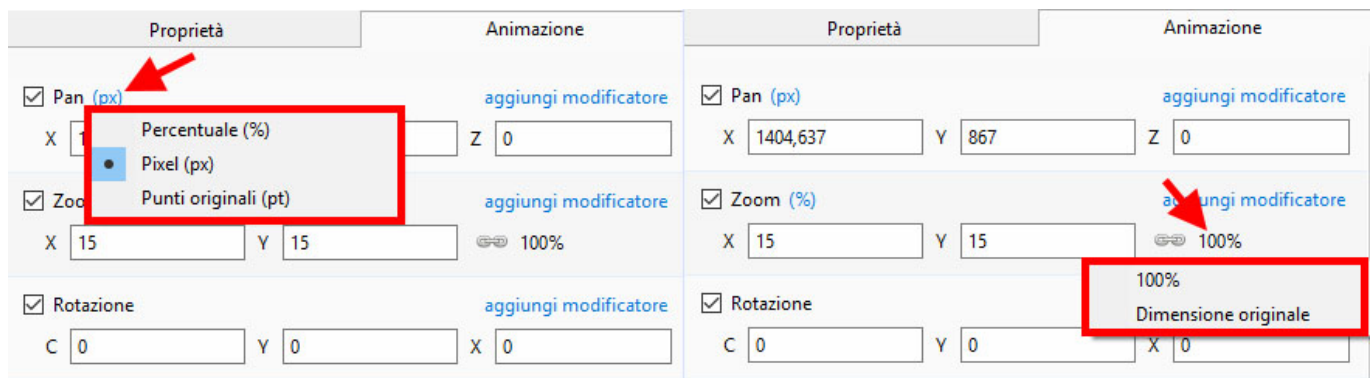 Proprietà Animazione
Pan (px) aggiungi modificatore
Percentuale (%)
Pixel (px)
Punti originali (pt)
X Z 0
Zoo aggiungi modificatore
X 15 Y 15 100%
Rotazione aggiungi modificatore
C 0 Y 0 X 0
Proprietà Animazione
Pan (px) aggiungi modificatore
X 1404,637 Y 867 Z 0
Zoom (%) aggiungi modificatore
X 15 Y 15 100%
100%
Dimensione originale
Rotazione
C 0 Y 0 X 0